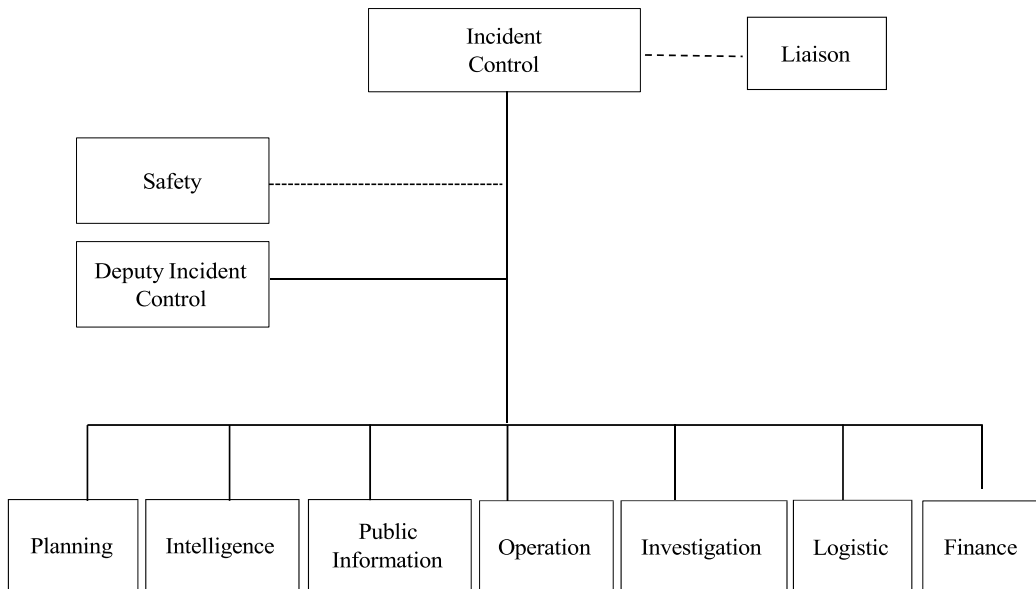 Incident
Control
Liaison
Safety
Deputy Incident
Control
Planning
Intelligence
Public
Information
Operation
Investigation
Logistic
Finance